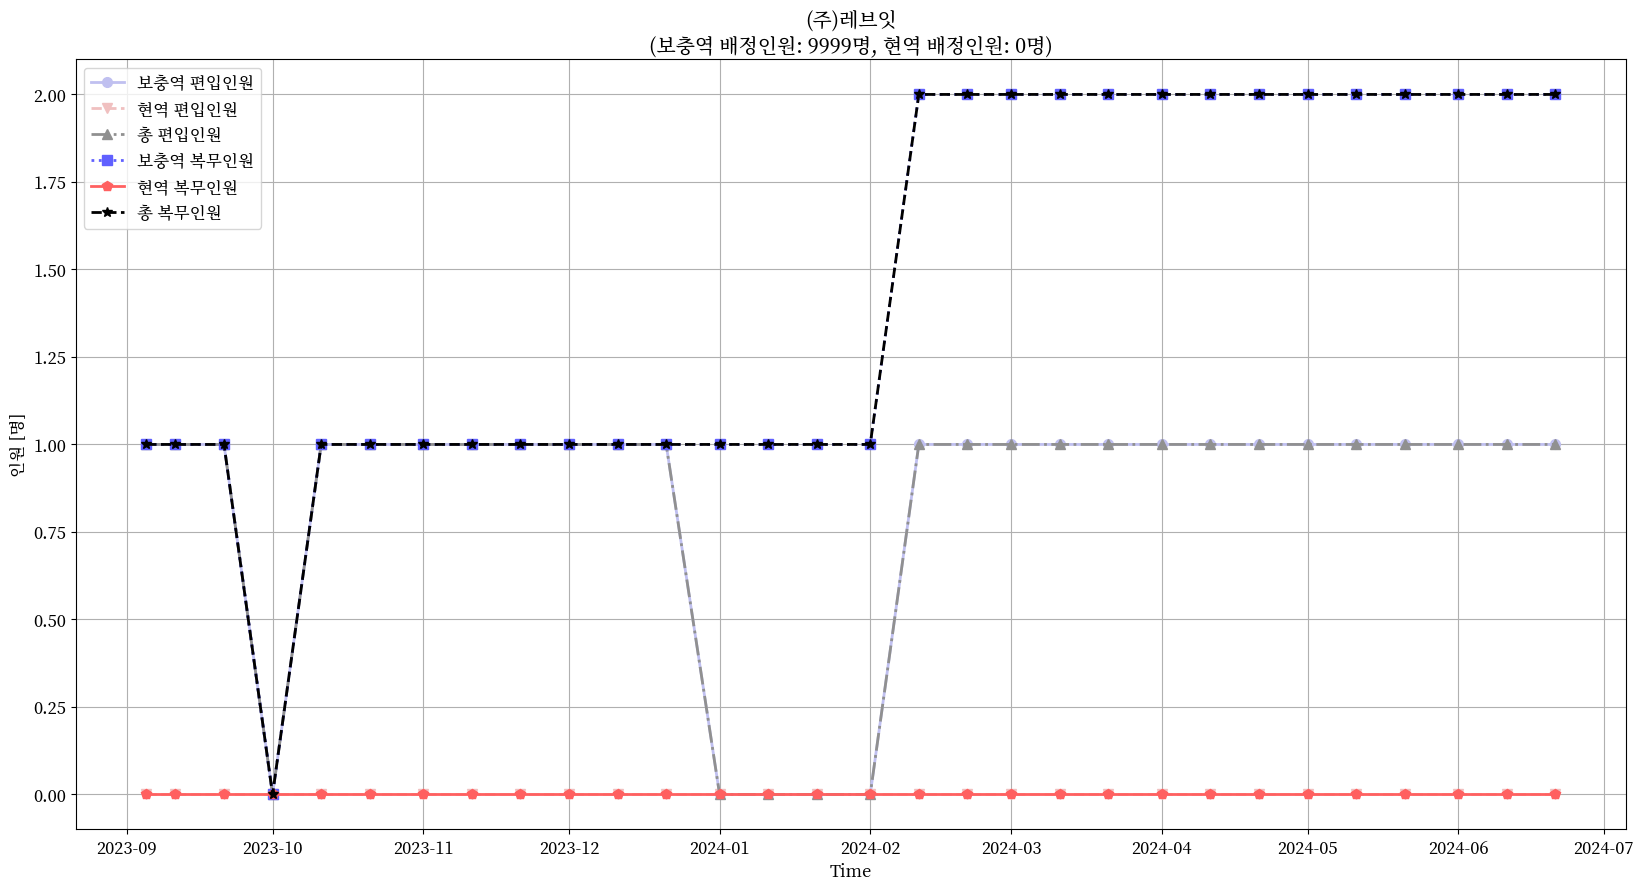 (주)레브잇
(보충역 배정인원: 9999명, 현역 배정인원: 0명)
보충역 편입인원
현역 편입인원
총 편입인원
보충역 복무인원
현역 복무인원
총 복무인원
2.00
1.75
1.50
1.25
1.00
0.75
0.50
0.25
0.00
인원 [명]
2023-09 2023-10 2023-11 2023-12 2024-01 2024-02 2024-03 2024-04 2024-05 2024-06 2024-07
Time